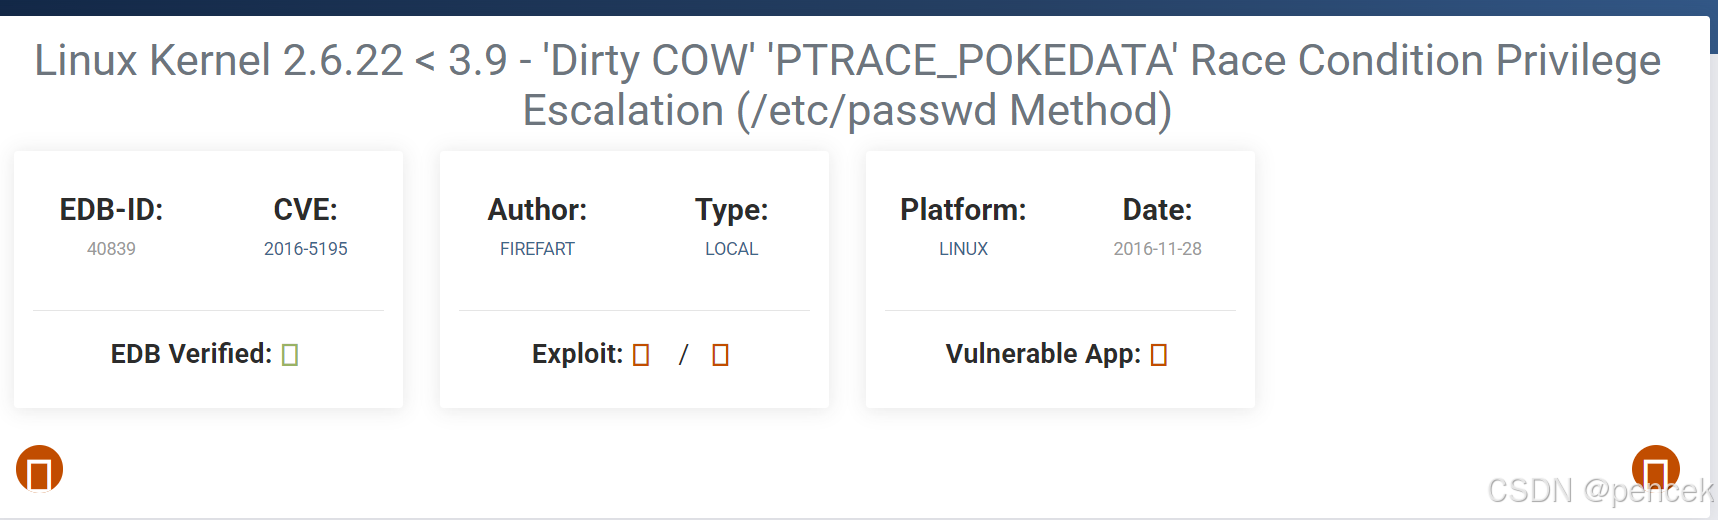 Linux Kernel 2.6.22 < 3.9 - 'Dirty COW' 'PTRACE_POKEDATA' Race Condition Privilege
Escalation (/etc/passwd Method)
EDB-ID:
40839
CVE:
2016-5195
EDB Verified:
Author:
FIREFART
Type:
LOCAL
Exploit: /
Platform:
LINUX
Date:
2016-11-28
Vulnerable App:
CSDN @pencek